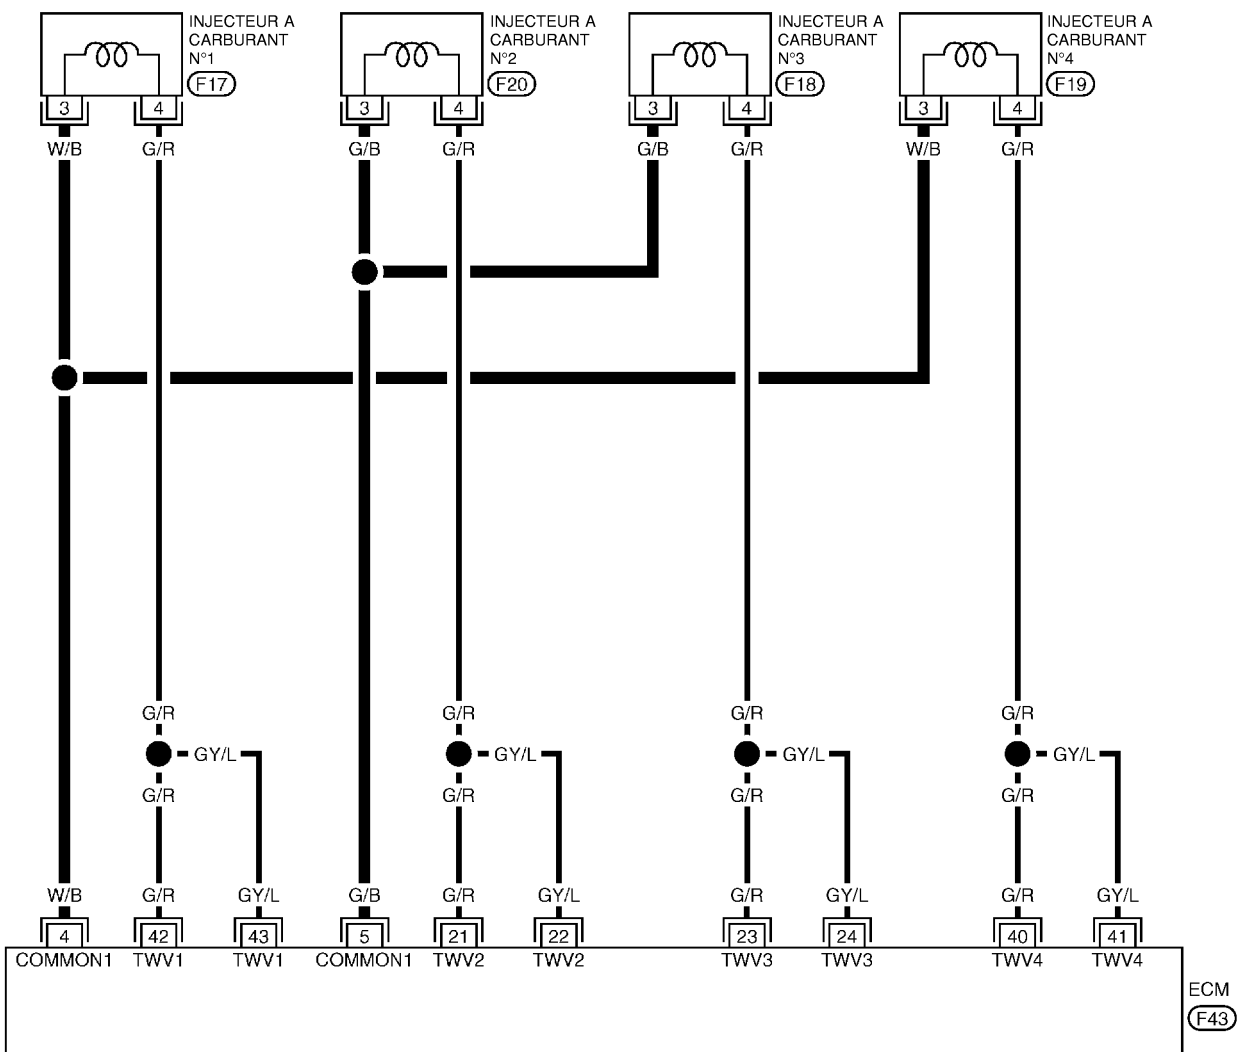 INJECTEUR A
CARBURANT
N°1
F17
INJECTEUR A
CARBURANT
N°2
F20
INJECTEUR A
CARBURANT
N°3
F18
INJECTEUR A
CARBURANT
N°4
F19
3 4 3 4 3 4 3 4
W/B G/R G/B G/R G/B G/R W/B G/R
G/R G/R G/R G/R
GY/L GY/L GY/L GY/L
G/R G/R G/R G/R
W/B G/R GY/L G/B G/R GY/L G/R GY/L G/R GY/L
4 42 43 5 21 22 23 24 40 41
COMMON1 TWV1 TWV1 COMMON1 TWV2 TWV2 TWV3 TWV3 TWV4 TWV4
ECM
F43